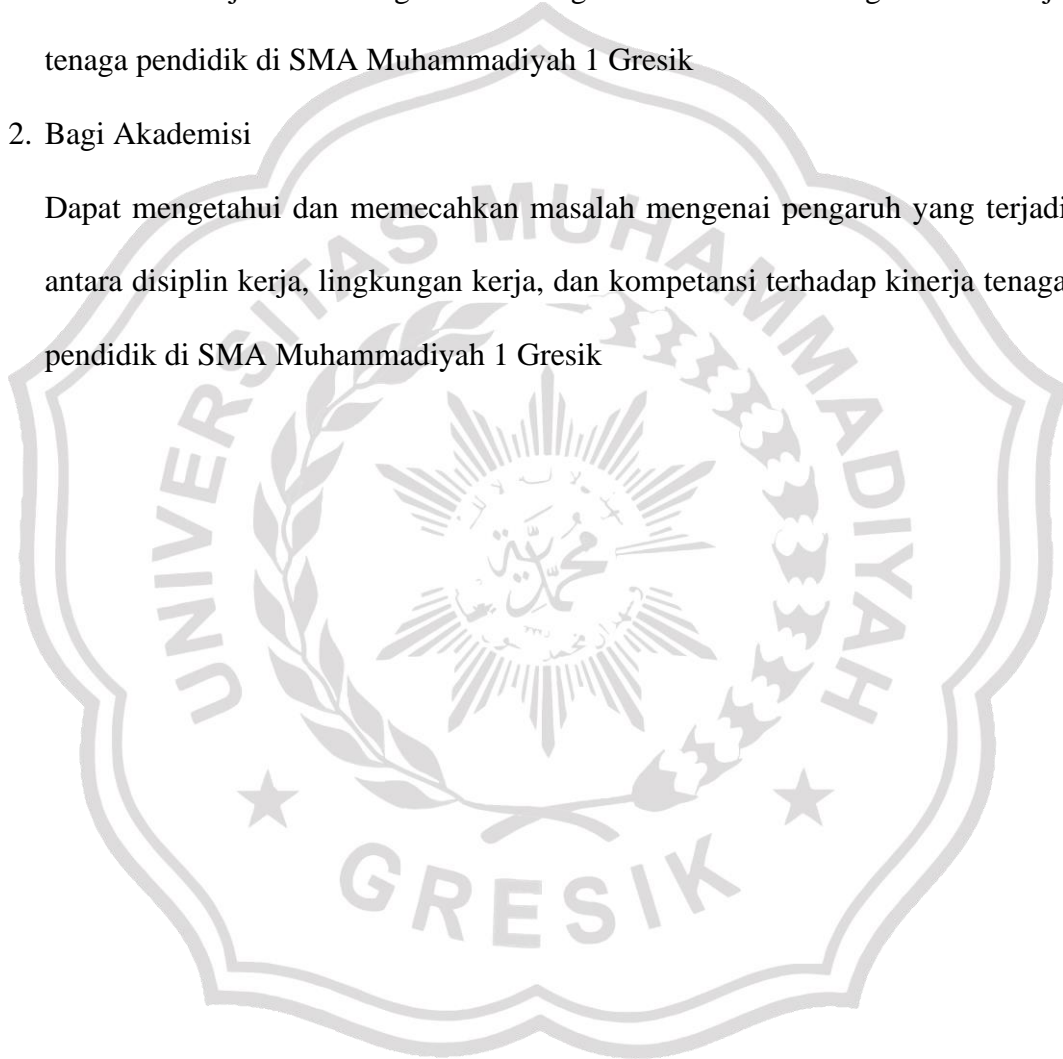 tenaga pendidik di SMA Muhammadiyah 1 Gresik
2. Bagi Akademisi
Dapat mengetahui dan memecahkan masalah mengenai pengaruh yang terjadi
antara disiplin kerja, lingkungan kerja, dan kompetansi terhadap kinerja tenaga
pendidik di SMA Muhammadiyah 1 Gresik
UNIVERSITAS MUHAMMADIYAH
محمد
GRESIK